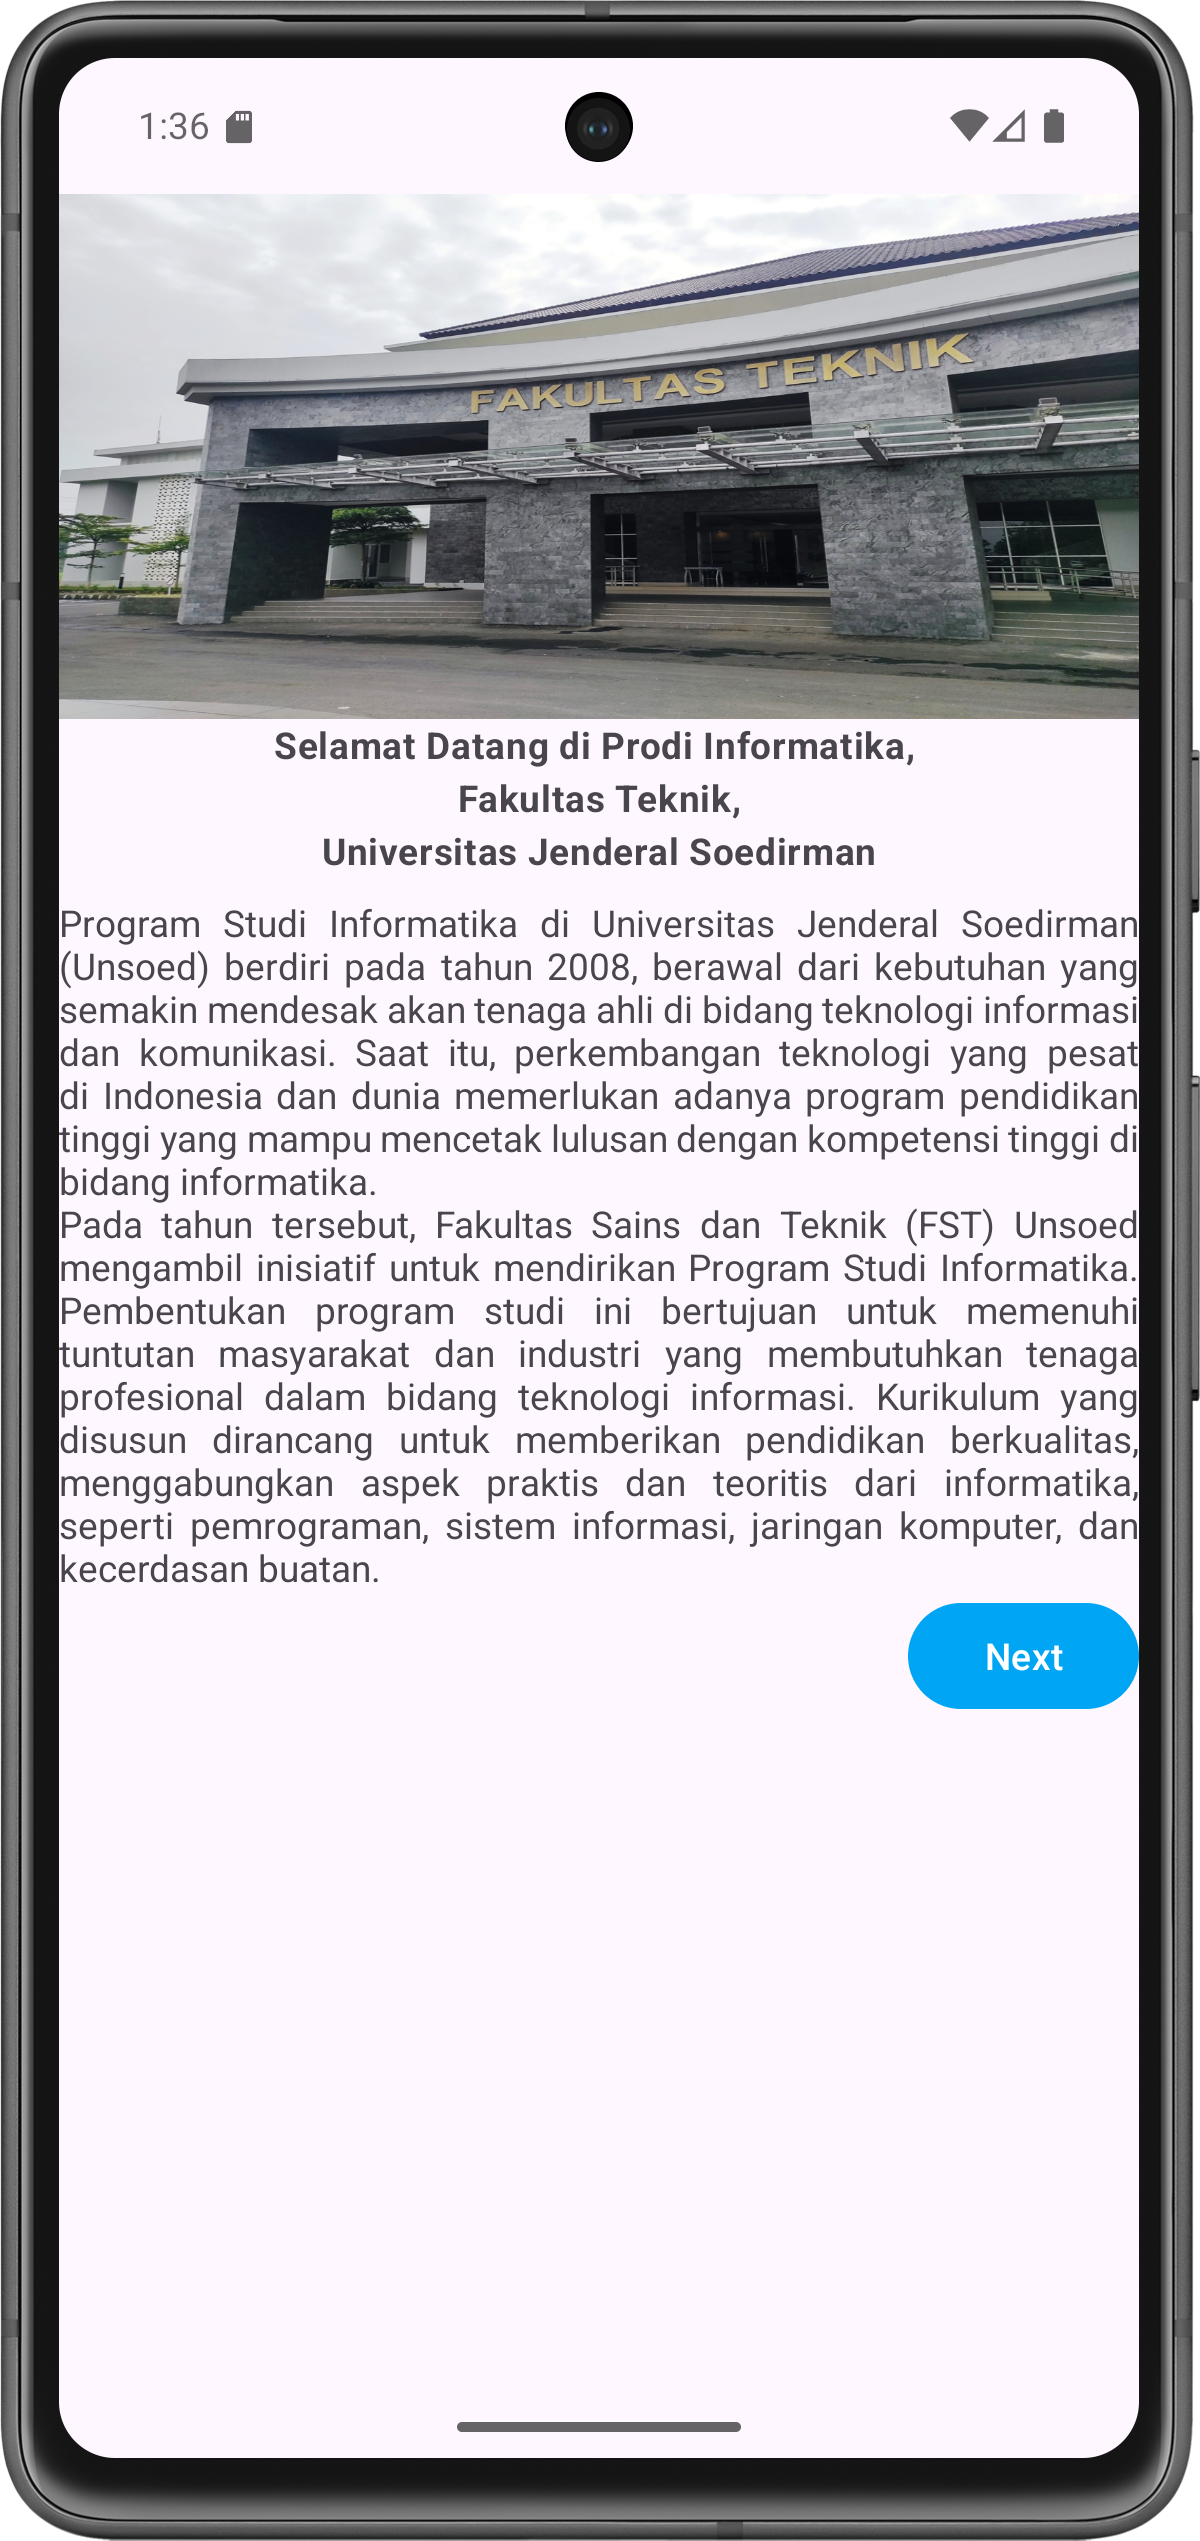 1:36
FAKULTAS TEKNIK
Selamat Datang di Prodi Informatika,
Fakultas Teknik,
Universitas Jenderal Soedirman
Program Studi Informatika di Universitas Jenderal Soedirman
(Unsoed) berdiri pada tahun 2008, berawal dari kebutuhan yang
semakin mendesak akan tenaga ahli di bidang teknologi informasi
dan komunikasi. Saat itu, perkembangan teknologi yang pesat
di Indonesia dan dunia memerlukan adanya program pendidikan
tinggi yang mampu mencetak lulusan dengan kompetensi tinggi di
bidang informatika.
Pada tahun tersebut, Fakultas Sains dan Teknik (FST) Unsoed
mengambil inisiatif untuk mendirikan Program Studi Informatika.
Pembentukan program studi ini bertujuan untuk memenuhi
tuntutan masyarakat dan industri yang membutuhkan tenaga
profesional dalam bidang teknologi informasi. Kurikulum yang
disusun dirancang untuk memberikan pendidikan berkualitas,
menggabungkan aspek praktis dan teoritis dari informatika,
seperti pemrograman, sistem informasi, jaringan komputer, dan
kecerdasan buatan.
Next